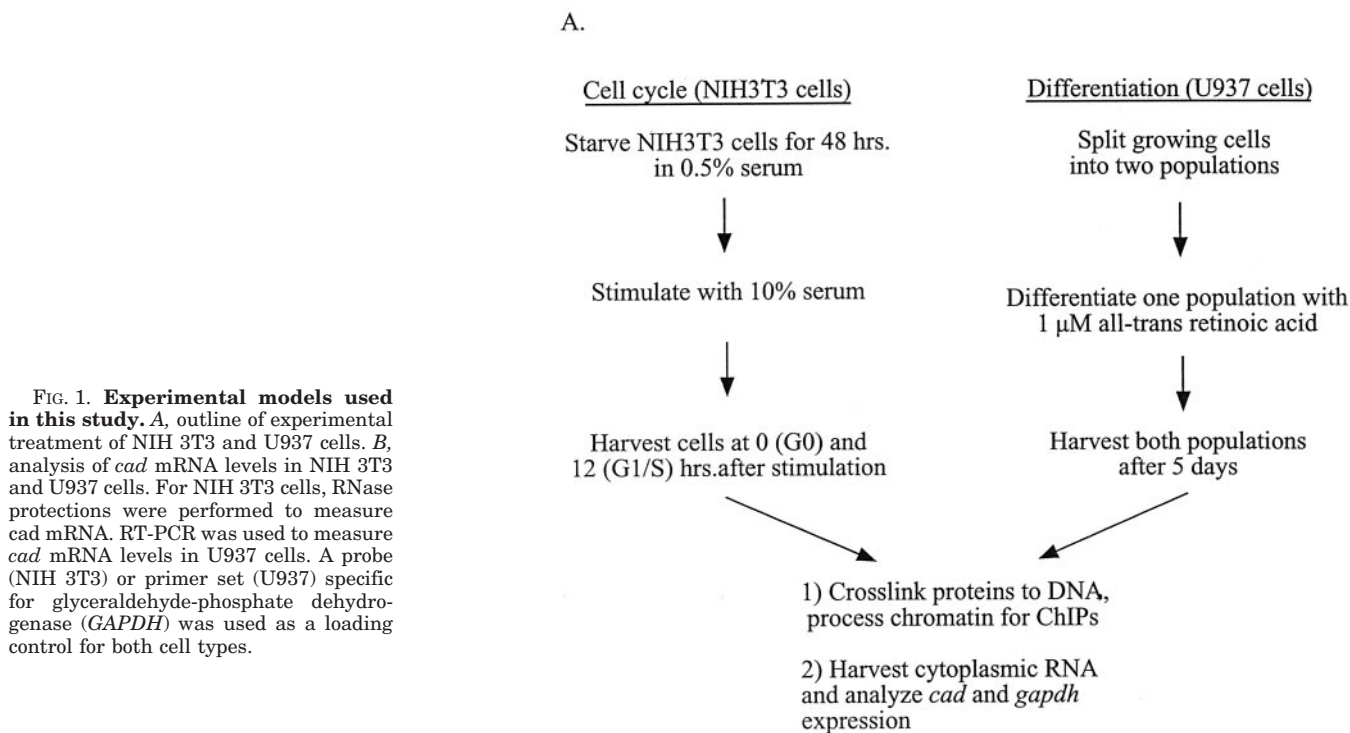 A.
Cell cycle (NIH3T3 cells)
Starve NIH3T3 cells for 48 hrs.
in 0.5% serum
Stimulate with 10% serum
Harvest cells at 0 (G0) and
12 (G1/S) hrs.after stimulation
Differentiation (U937 cells)
Split growing cells
into two populations
Differentiate one population with
1 μM all-trans retinoic acid
Harvest both populations
after 5 days
1) Crosslink proteins to DNA,
process chromatin for ChIPs
2) Harvest cytoplasmic RNA
and analyze cad and gapdh
expression
FIG. 1. Experimental models used
in this study. A, outline of experimental
treatment of NIH 3T3 and U937 cells. B,
analysis of cad mRNA levels in NIH 3T3
and U937 cells. For NIH 3T3 cells, RNase
protections were performed to measure
cad mRNA. RT-PCR was used to measure
cad mRNA levels in U937 cells. A probe
(NIH 3T3) or primer set (U937) specific
for glyceraldehyde-phosphate dehydro-
genase (GAPDH) was used as a loading
control for both cell types.